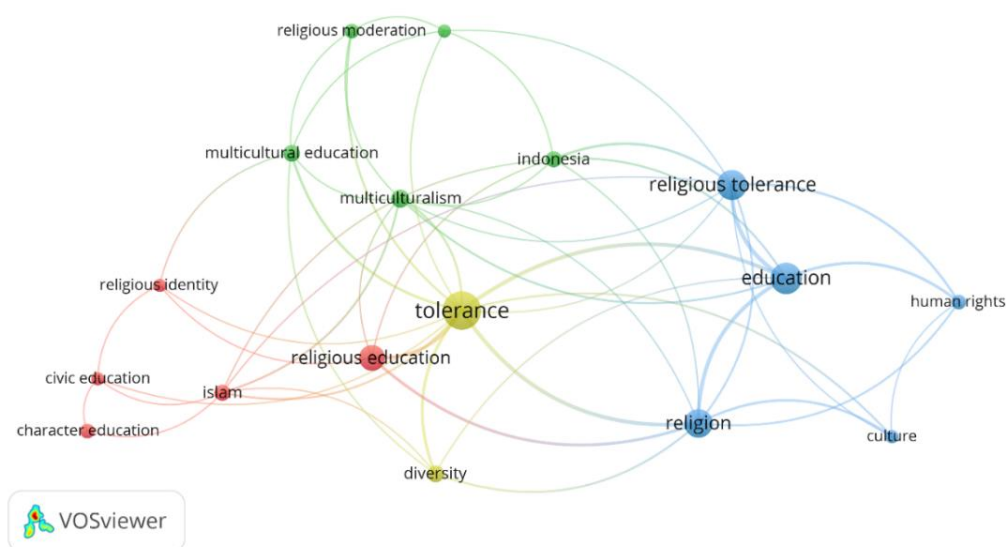 religious moderation
multicultural education
indonesia
multiculturalism
religious tolerance
education
religious identity
human rights
tolerance
religious education
civic education
islam
character education
religion
culture
diversity
VOSviewer